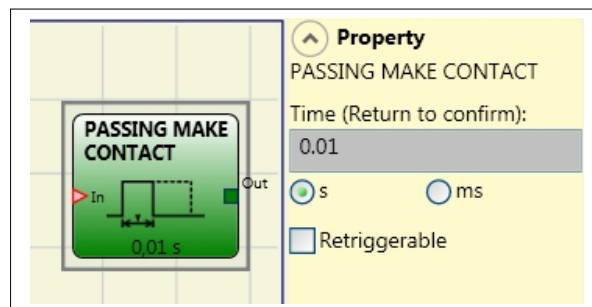 PASSING MAKE
CONTACT
In
Out
0,01 s
Property
PASSING MAKE CONTACT
Time (Return to confirm):
0.01
s
ms
Retriggerable